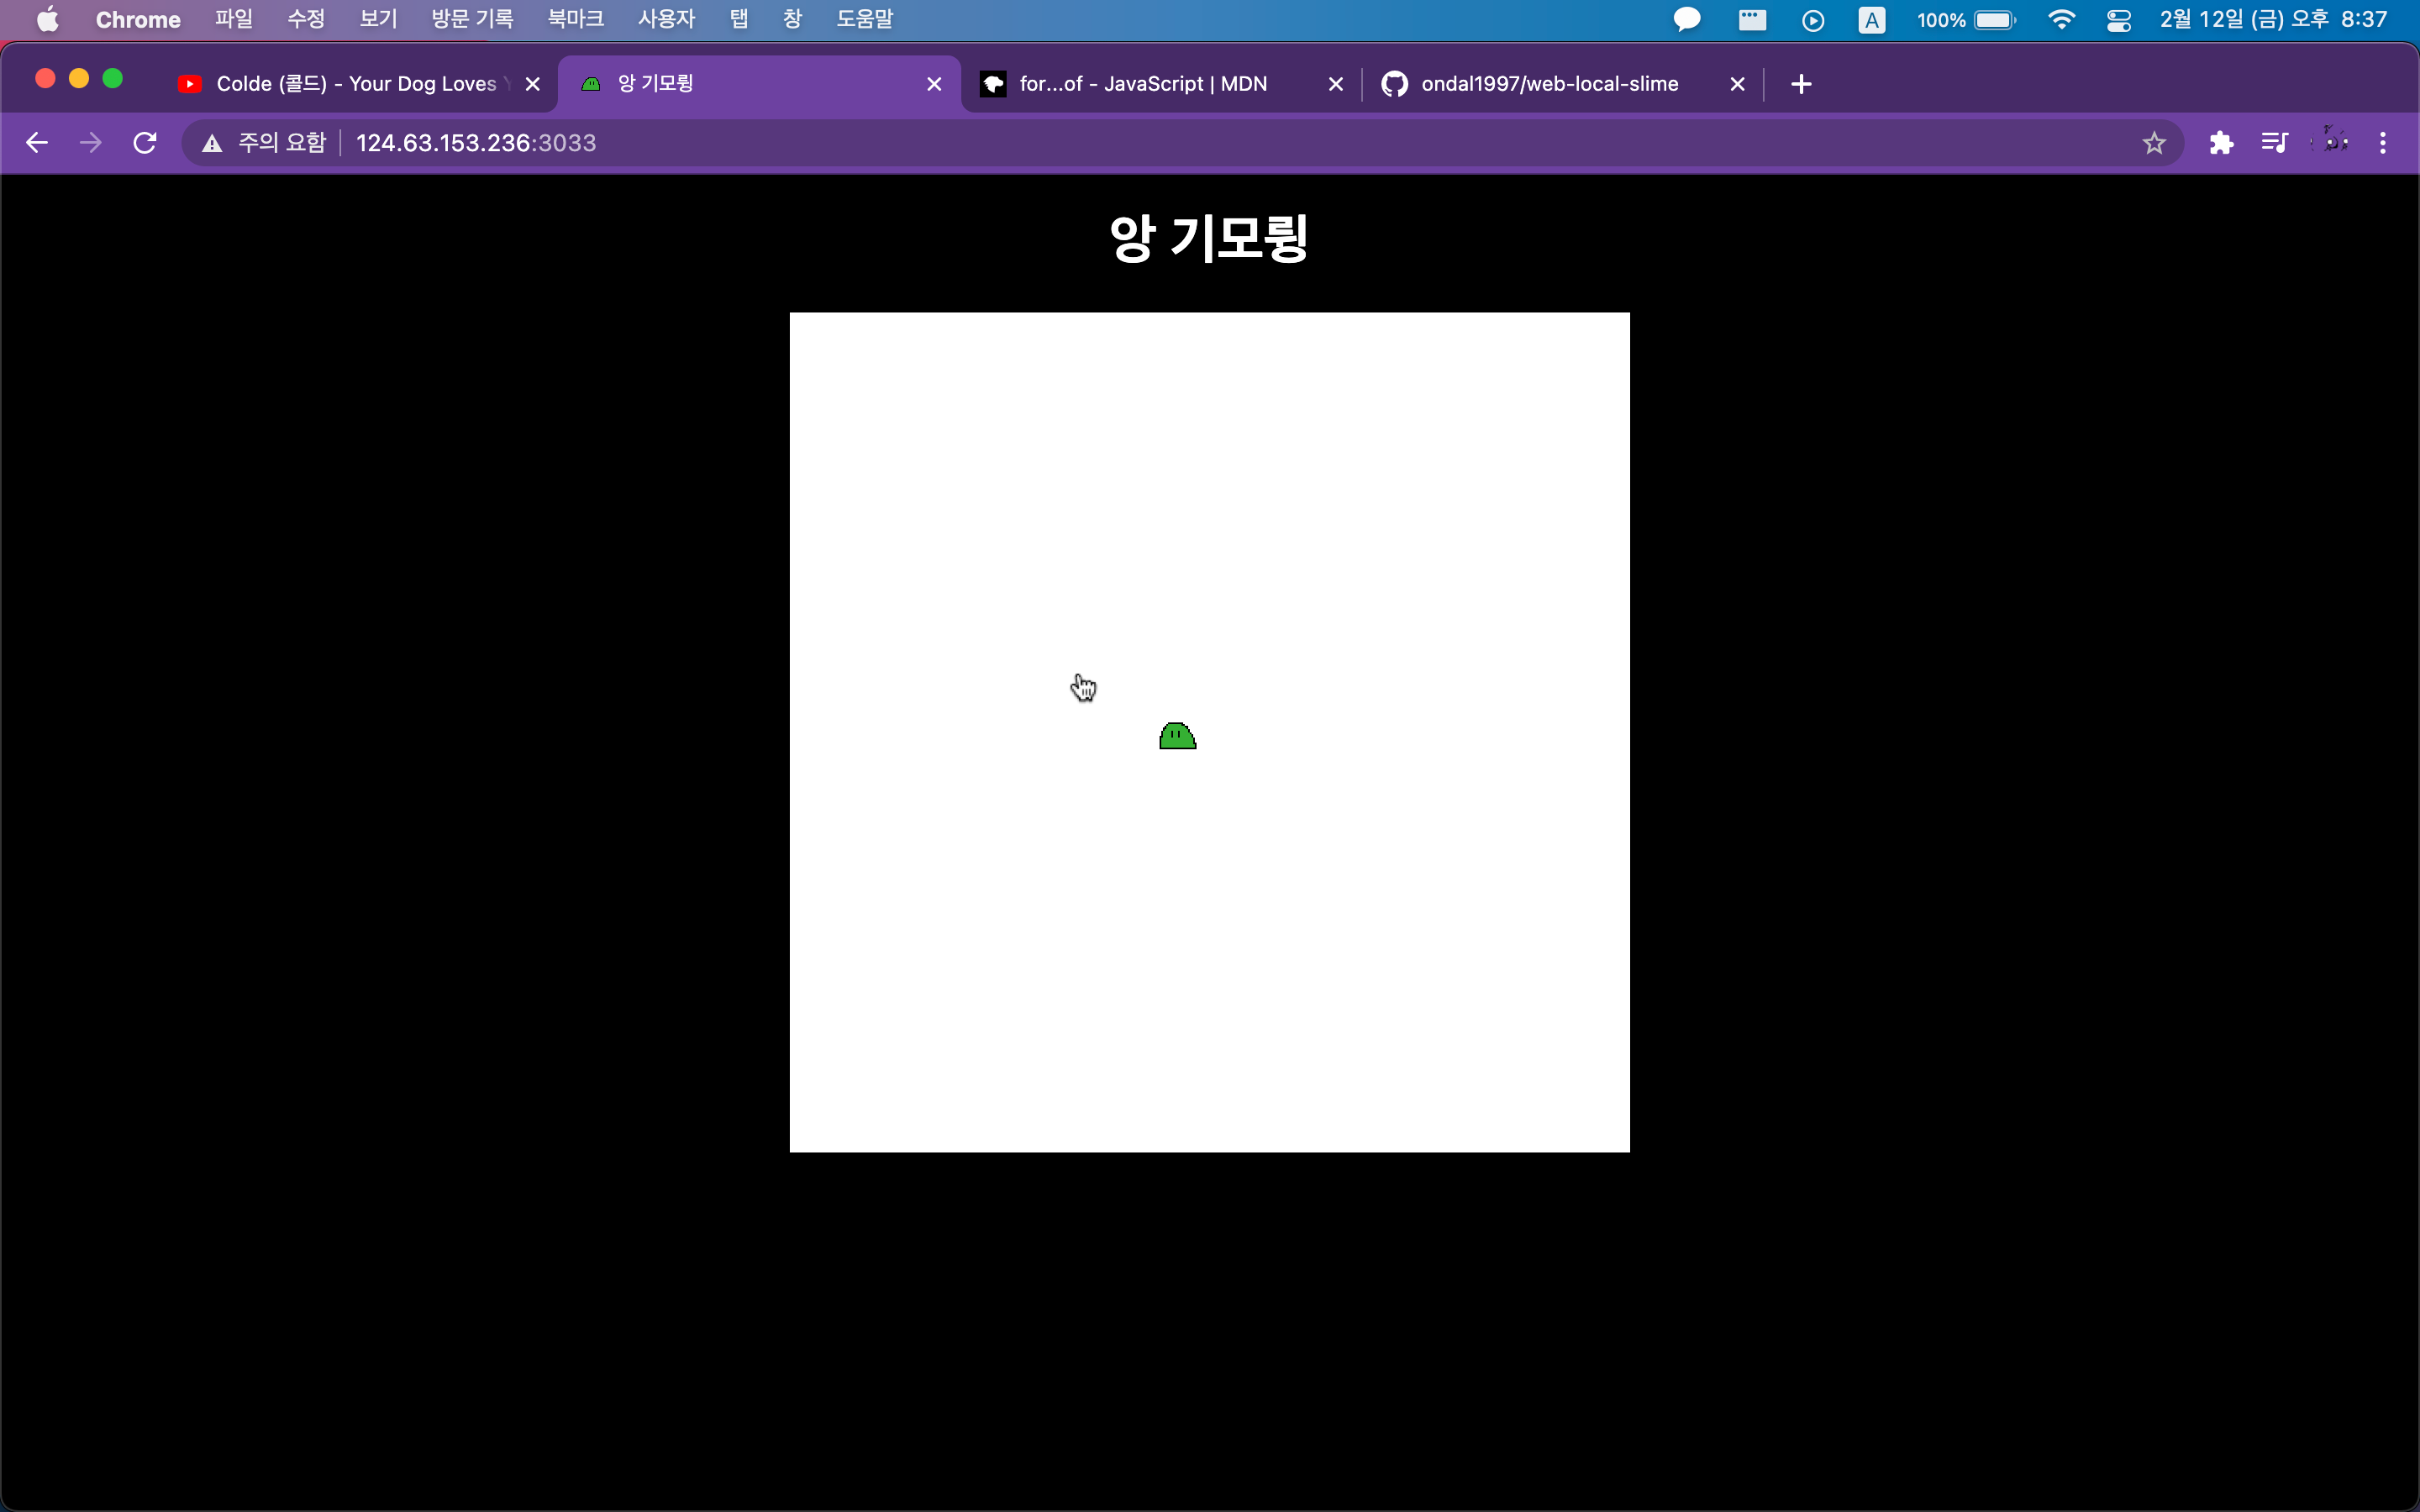 Chrome 파일 수정 보기 방문 기록 북마크 사용자 탭 창 도움말 A 100% 2월 12일 (금) 오후 8:37
Colde (콜드) - Your Dog Loves Y 앙 기모륑 for...of - JavaScript | MDN ondal1997/web-local-slime
주의 요함 124.63.153.236:3033
앙 기모륑